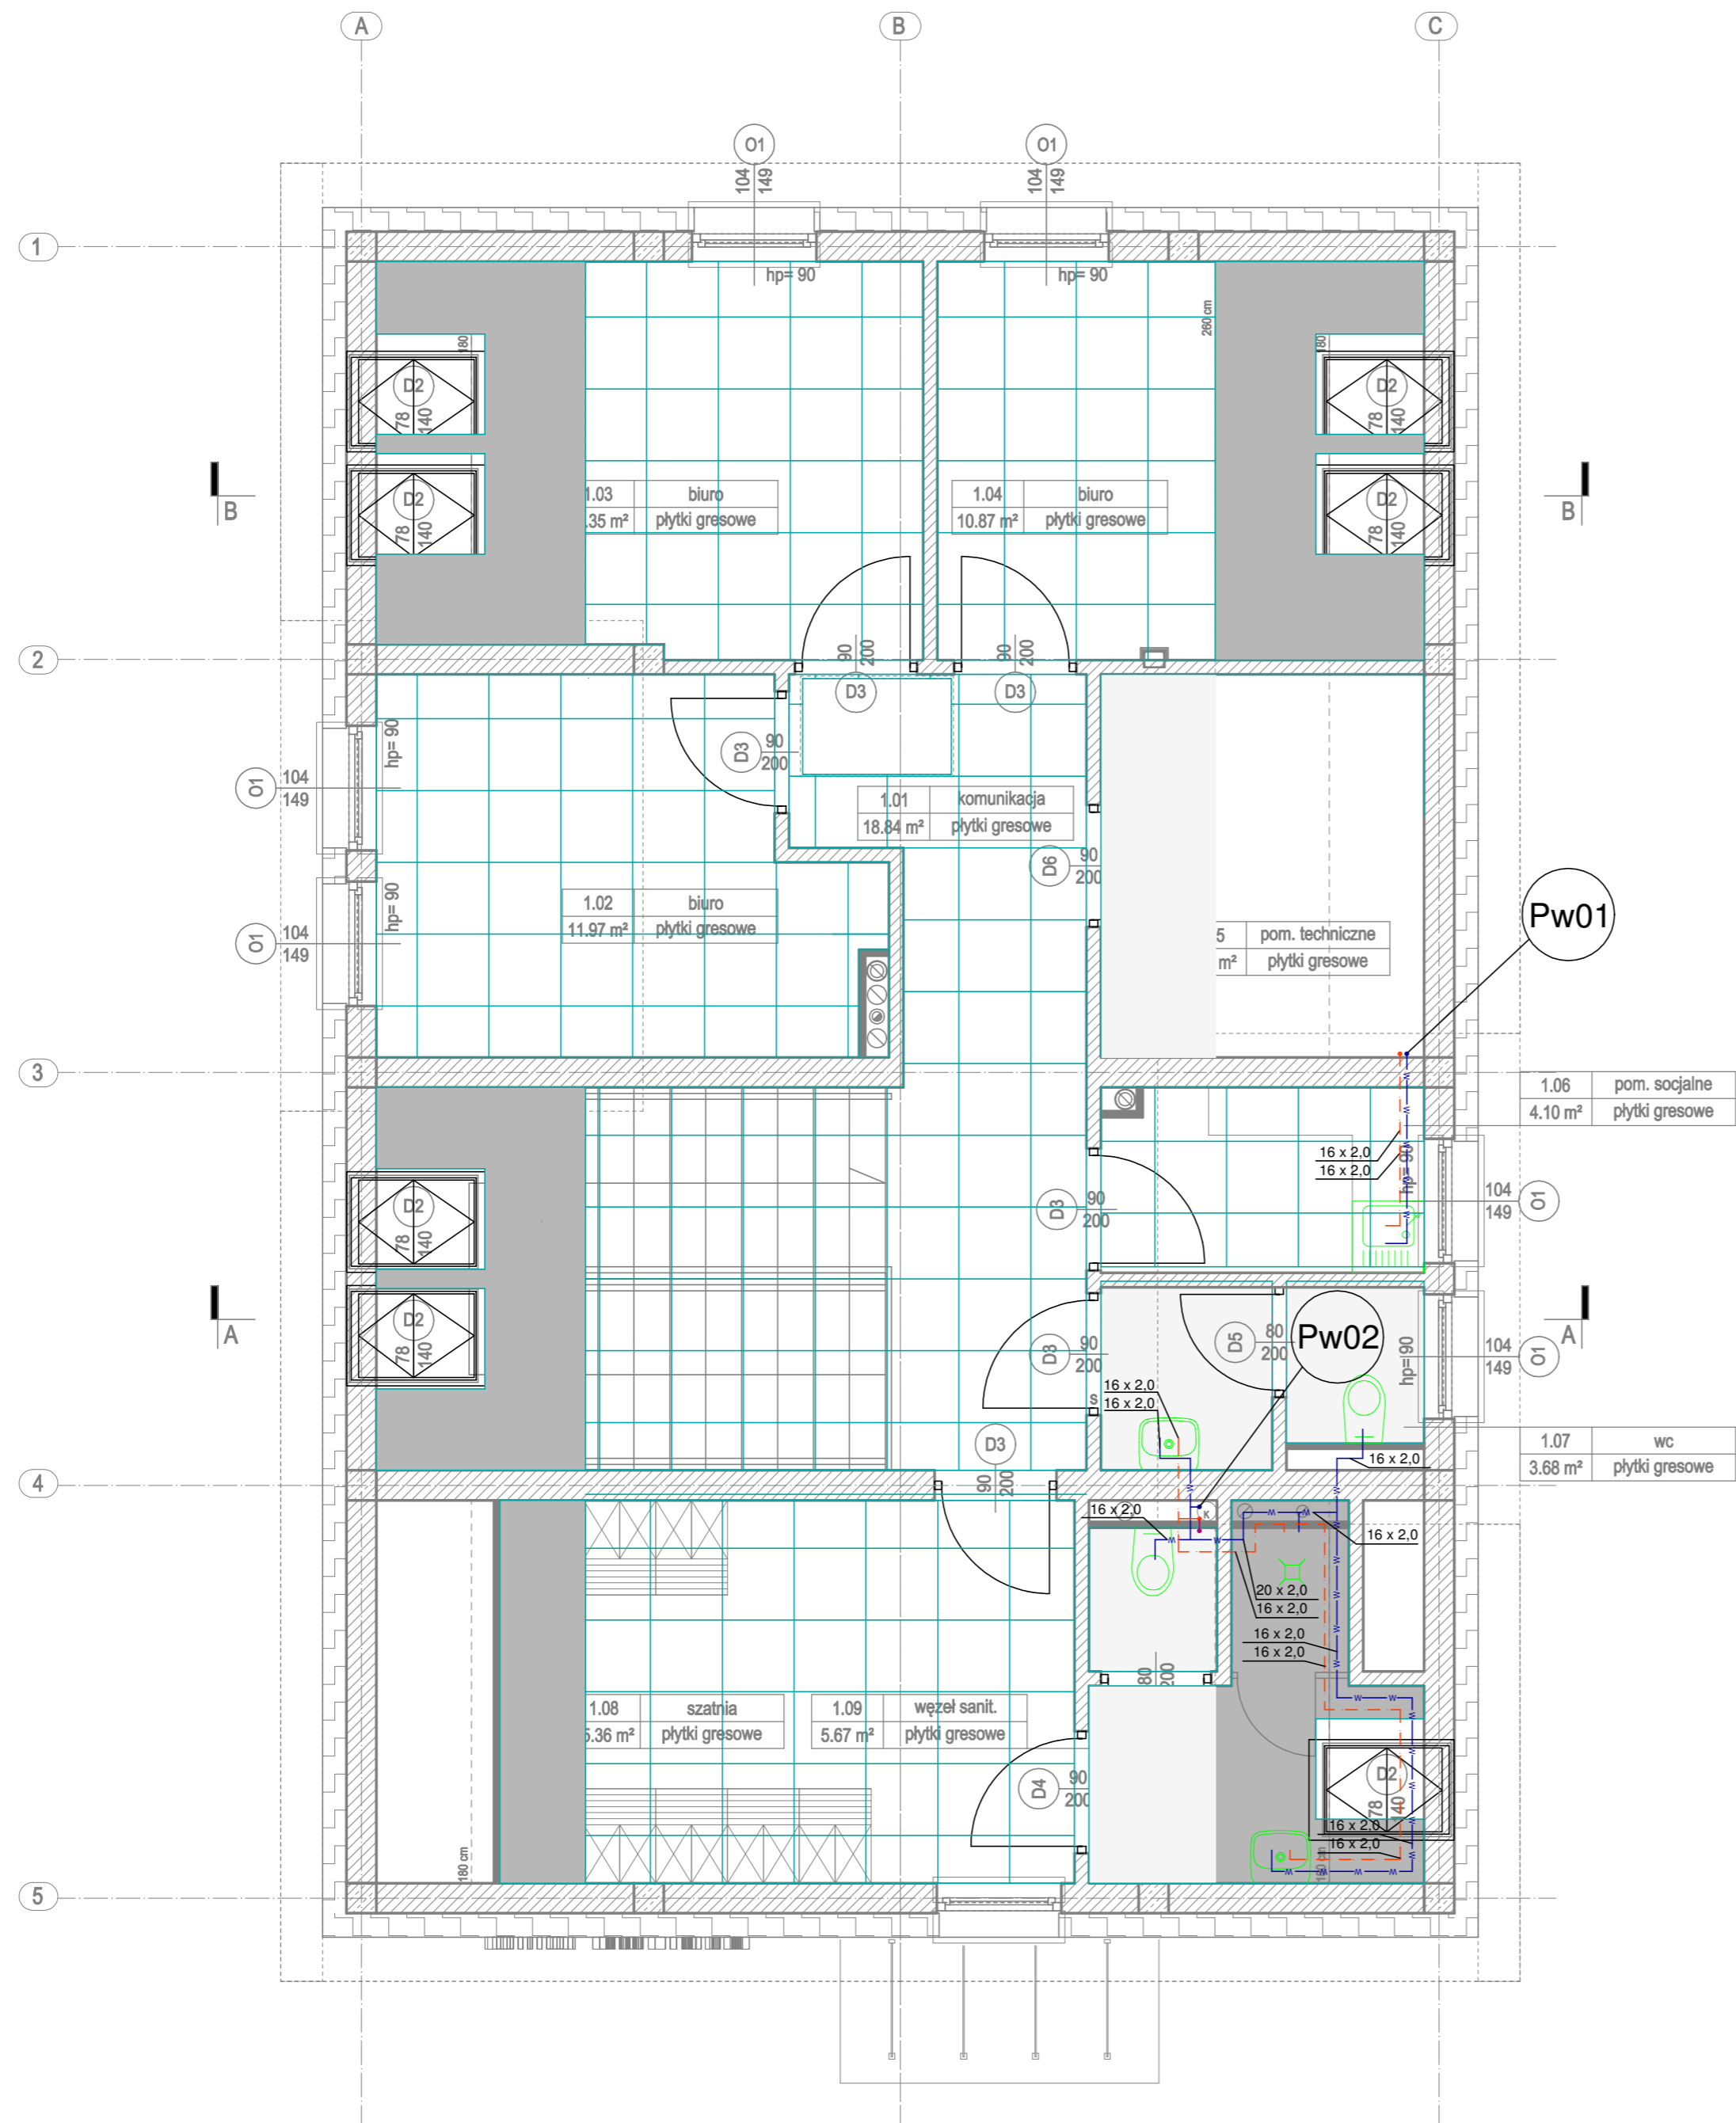 A
B
C
O1
104
149
O1
104
149
1
hp= 90
hp= 90
260 cm
180
180
D2
78
140
D2
78
140
D2
78
140
D2
78
140
B
B
1.03 biuro
.35 m² płytki gresowe
1.04 biuro
10.87 m² płytki gresowe
2
90
200
D3
90
200
D3
D3
90
200
O1
104
149
hp= 90
1.01 komunikacja
18.84 m² płytki gresowe
D6
90
200
1.02 biuro
11.97 m² płytki gresowe
O1
104
149
hp= 90
5 pom. techniczne
m² płytki gresowe
Pw01
3
1.06 pom. socjalne
4.10 m² płytki gresowe
W
16 x 2,0
16 x 2,0
W
W
W
hp= 90
104
149
O1
D3
90
200
D2
78
140
D2
78
140
A
A
D3
90
200
D5
80
200
Pw02
hp= 90
104
149
O1
16 x 2,0
16 x 2,0
S
D3
90
200
1.07 wc
3.68 m² płytki gresowe
16 x 2,0
4
W
16 x 2,0
K
W
W
W
W
16 x 2,0
W
W
W
W
W
20 x 2,0
16 x 2,0
16 x 2,0
16 x 2,0
80
200
1.08 szatnia
5.36 m² płytki gresowe
1.09 węzeł sanit.
5.67 m² płytki gresowe
W
W
W
W
W
W
D4
90
200
D2
78
140
16 x 2,0
16 x 2,0
W
W
W
W
180 cm
180 cm
5